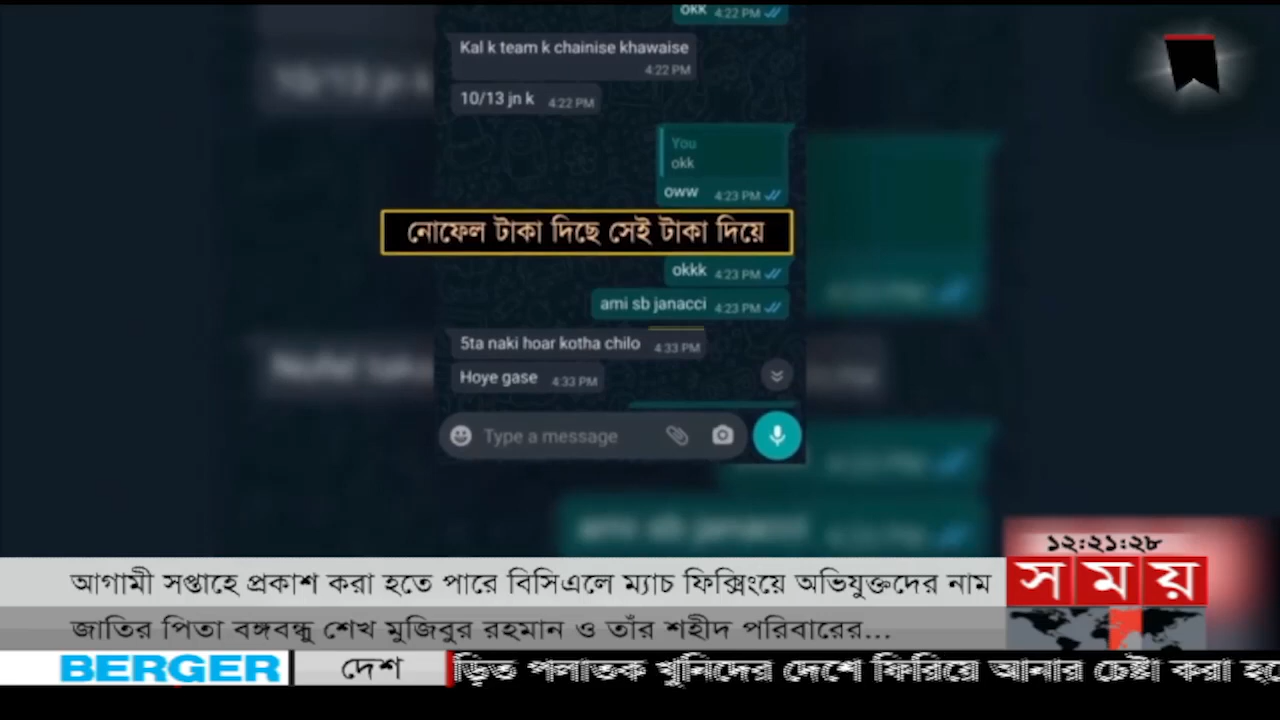 okk 4:22 PM
Kal k team k chainise khawaise
4:22 PM
10/13 jn k 4:22 PM
You
okk
oww 4:23 PM
নোফেল টাকা দিছে সেই টাকা দিয়ে
okkk 4:23 PM
ami sb janacci 4:23 PM
5ta naki hoar kotha chilo 4:33 PM
Hoye gase 4:33 PM
Type a message
১২:২১:২৮
আগামী সপ্তাহে প্রকাশ করা হতে পারে বিসিএলে ম্যাচ ফিক্সিংয়ে অভিযুক্তদের নাম
সময়
জাতির পিতা বঙ্গবন্ধু শেখ মুজিবুর রহমান ও তাঁর শহীদ পরিবারের...
BERGER দেশ ড়িত পলাতক খুনিদের দেশে ফিরিয়ে আনার চেষ্টা করা